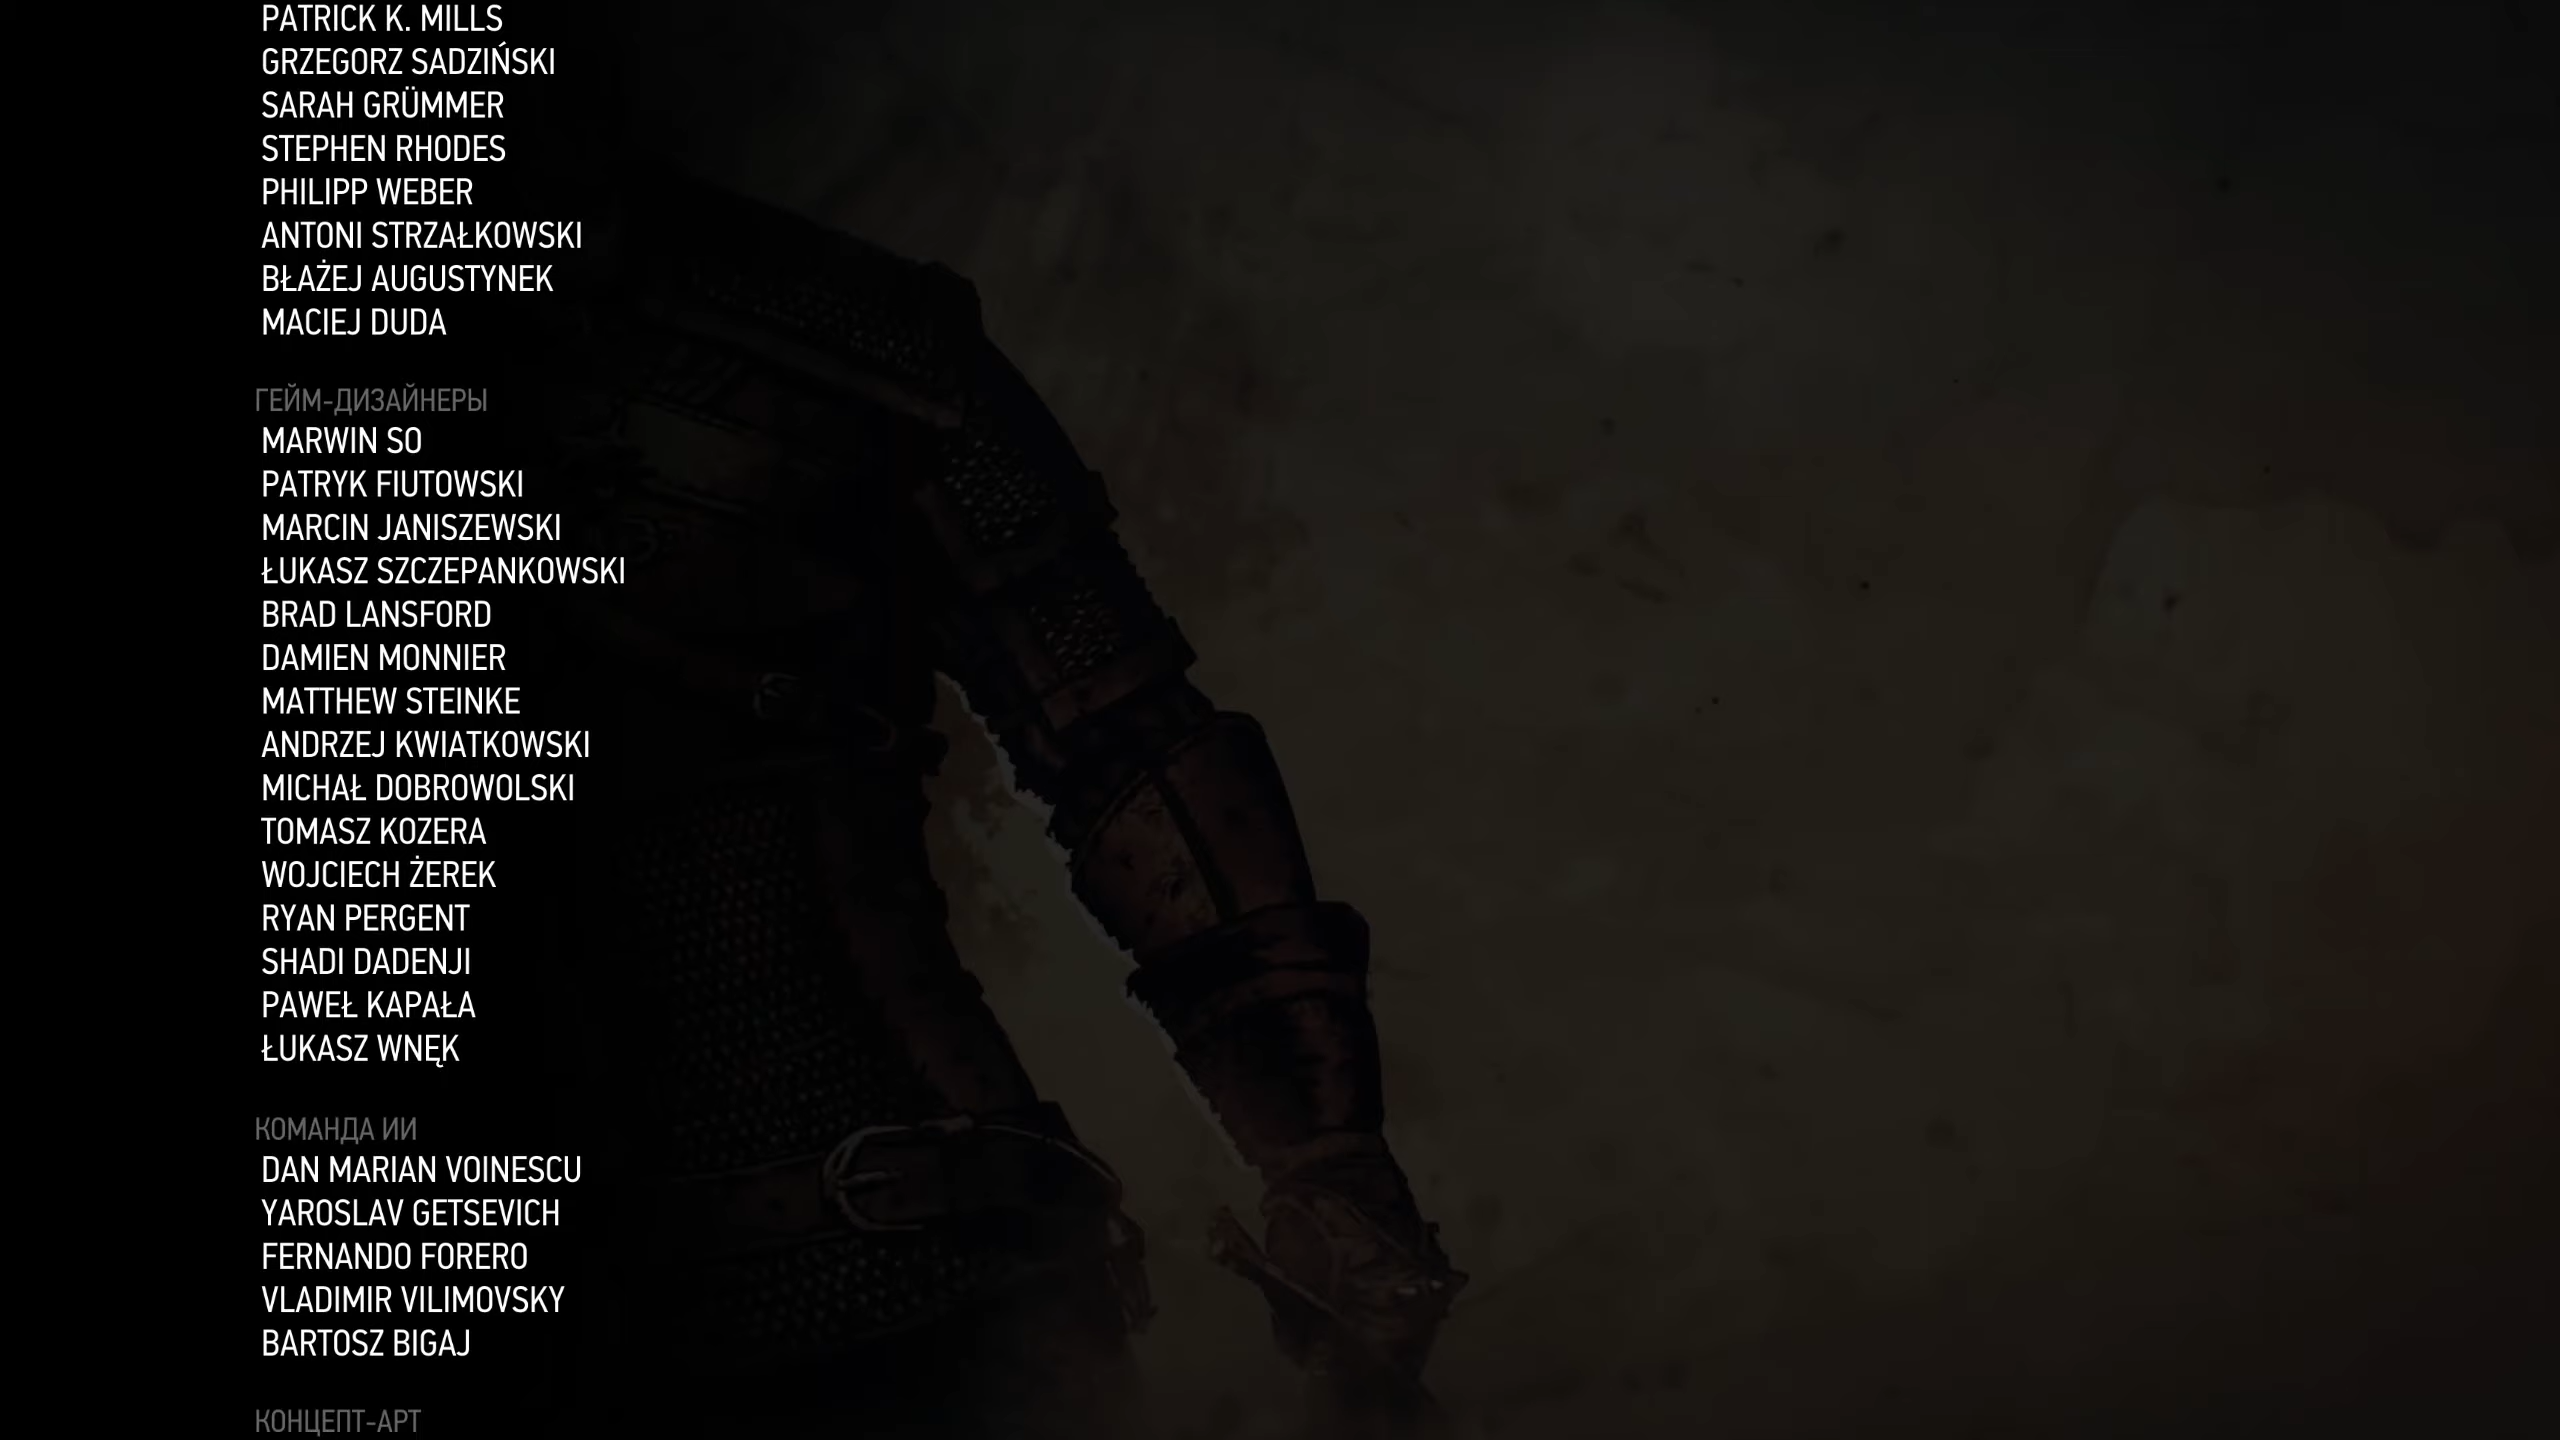 PATRICK K. MILLS
GRZEGORZ SADZIŃSKI
SARAH GRÜMMER
STEPHEN RHODES
PHILIPP WEBER
ANTONI STRZAŁKOWSKI
BŁAŻEJ AUGUSTYNEK
MACIEJ DUDA
ГЕЙМ-ДИЗАЙНЕРЫ
MARWIN SO
PATRYK FIUTOWSKI
MARCIN JANISZEWSKI
ŁUKASZ SZCZEPANKOWSKI
BRAD LANSFORD
DAMIEN MONNIER
MATTHEW STEINKE
ANDRZEJ KWIATKOWSKI
MICHAŁ DOBROWOLSKI
TOMASZ KOZERA
WOJCIECH ŻEREK
RYAN PERGENT
SHADI DADENJI
PAWEŁ KAPAŁA
ŁUKASZ WNĘK
КОМАНДА ИИ
DAN MARIAN VOINESCU
YAROSLAV GETSEVICH
FERNANDO FORERO
VLADIMIR VILIMOVSKY
BARTOSZ BIGAJ
КОНЦЕПТ-АРТ